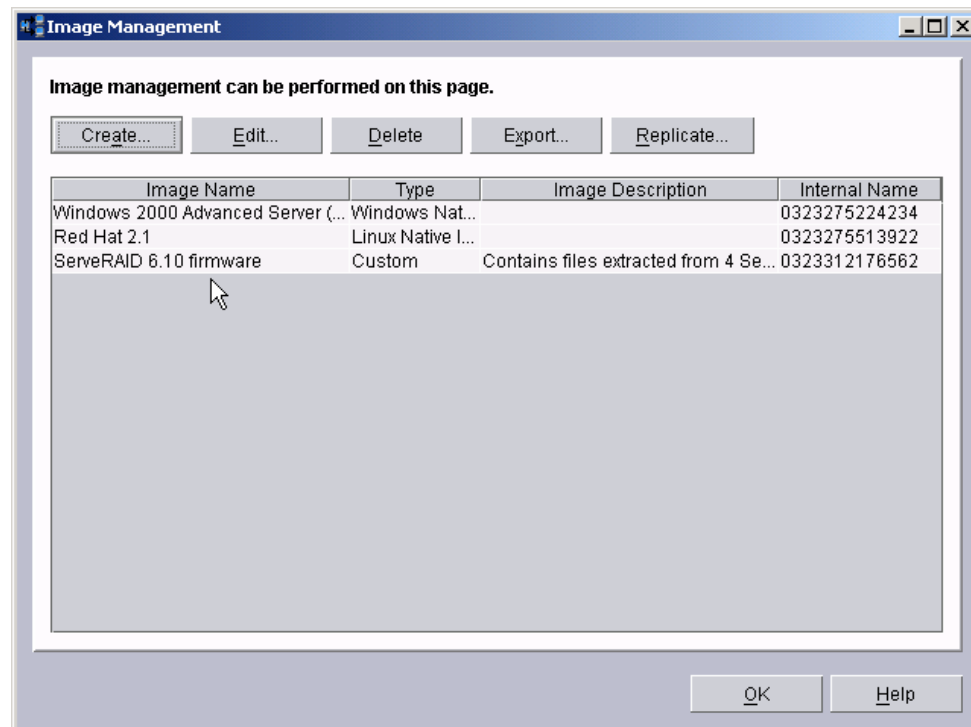 Image Management
Image management can be performed on this page.
Create... Edit... Delete Export... Replicate...
Image Name Type Image Description Internal Name
Windows 2000 Advanced Server (... Windows Nat... 0323275224234
Red Hat 2.1 Linux Native I... 0323275513922
ServeRAID 6.10 firmware Custom Contains files extracted from 4 Se... 0323312176562
OK Help